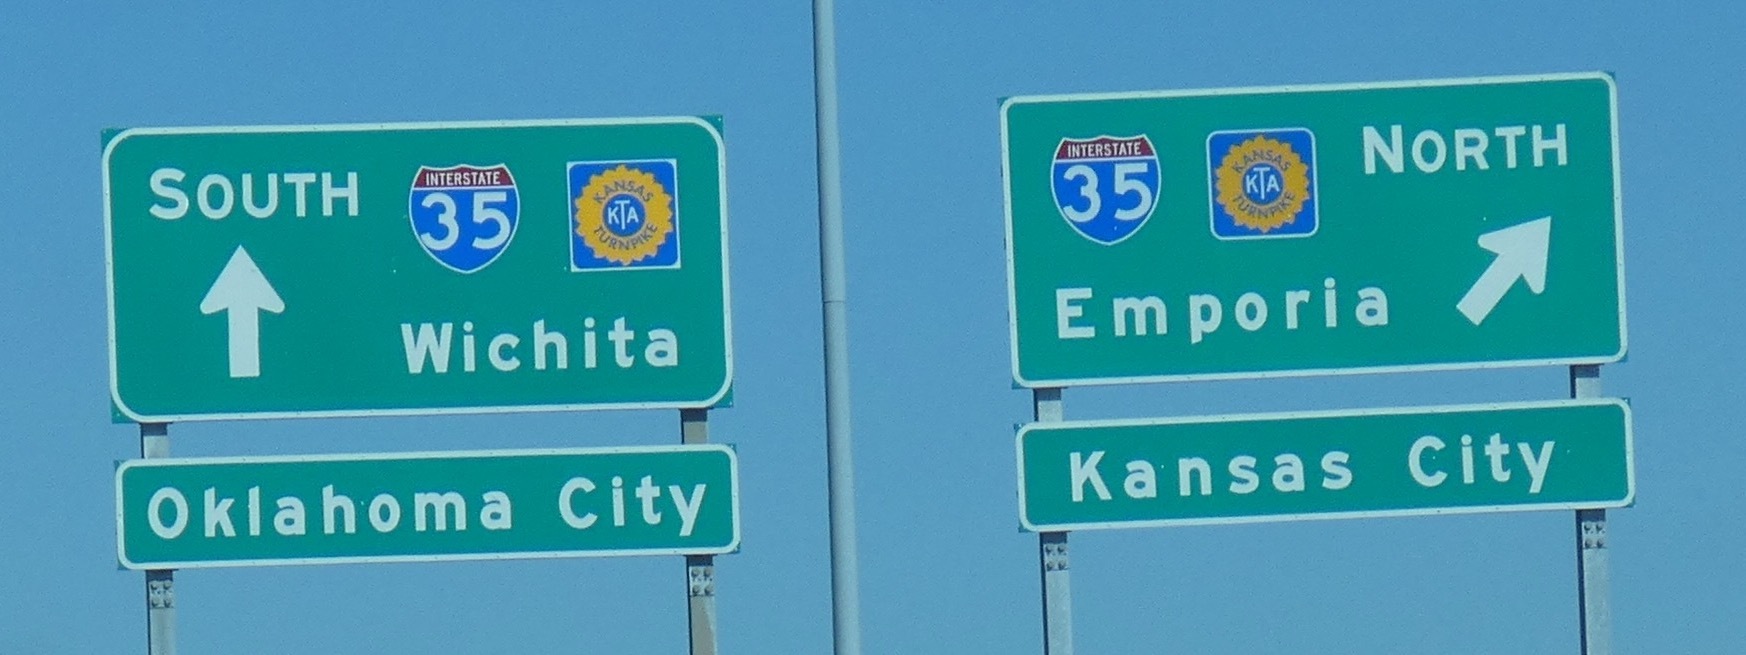 SOUTH
INTERSTATE
35
KANSAS
KTA
TURNPIKE
Wichita
Oklahoma City
INTERSTATE
35
KANSAS
KTA
TURNPIKE
NORTH
Emporia
Kansas City